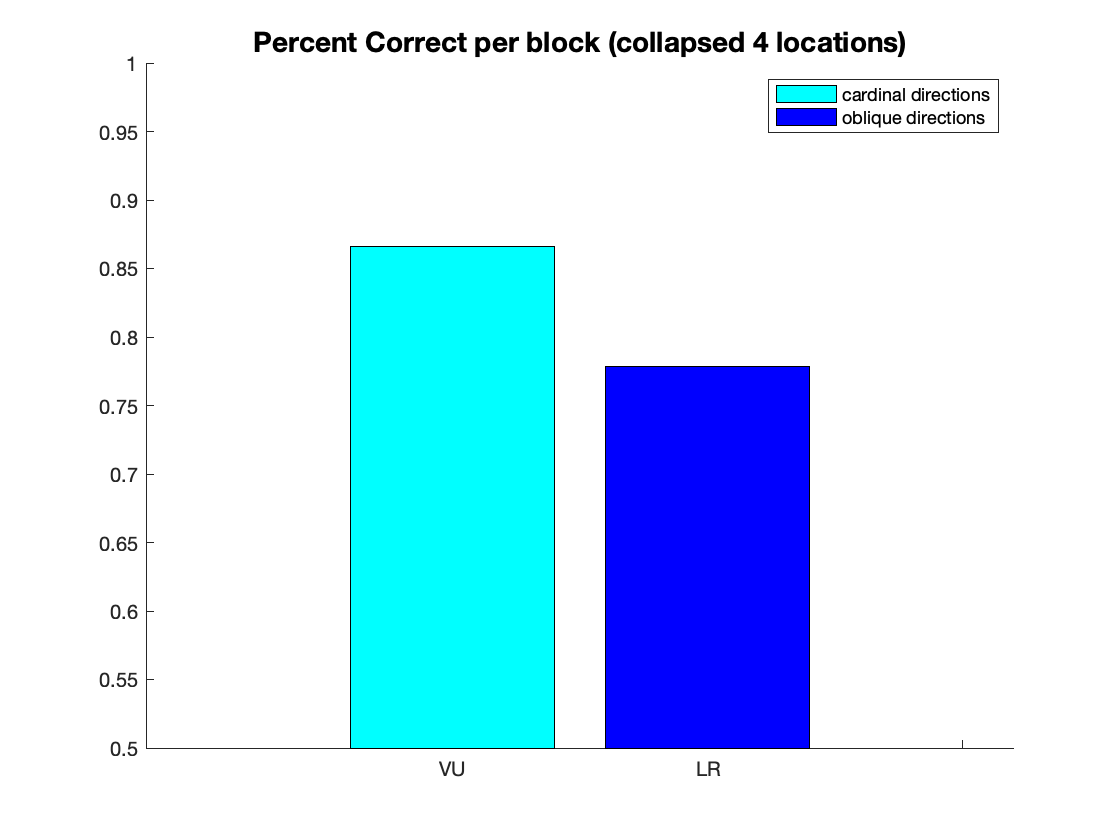 Percent Correct per block (collapsed 4 locations)
cardinal directions
oblique directions
1
0.95
0.9
0.85
0.8
0.75
0.7
0.65
0.6
0.55
0.5
VU
LR